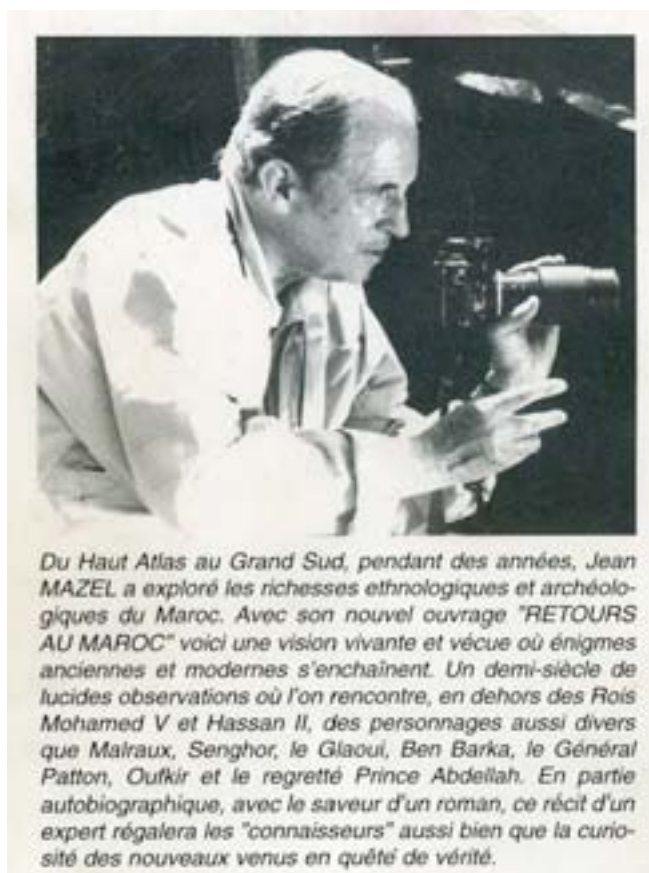 Du Haut Atlas au Grand Sud, pendant des années, Jean
MAZEL a exploré les richesses ethnologiques et archéolo-
giques du Maroc. Avec son nouvel ouvrage "RETOURS
AU MAROC" voici une vision vivante et vécue où énigmes
anciennes et modernes s'enchaînent. Un demi-siècle de
lucides observations où l'on rencontre, en dehors des Rois
Mohamed V et Hassan II, des personnages aussi divers
que Malraux, Senghor, le Glaoui, Ben Barka, le Général
Patton, Oufkir et le regretté Prince Abdellah. En partie
autobiographique, avec le saveur d'un roman, ce récit d'un
expert régalera les "connaisseurs" aussi bien que la curio-
sité des nouveaux venus en quête de vérité.